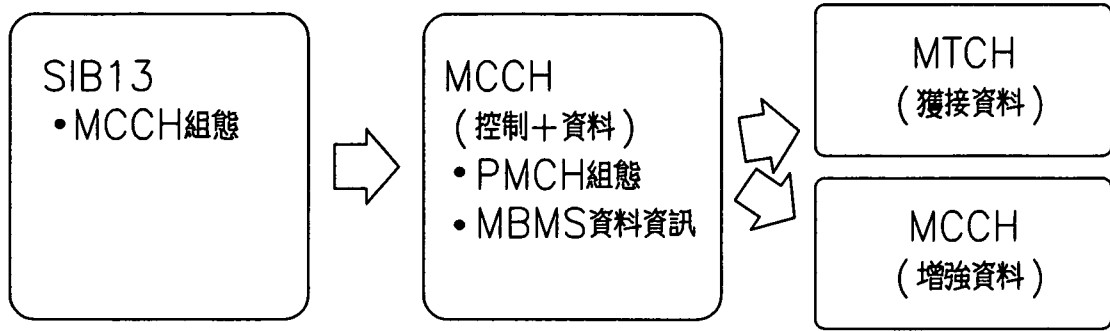 SIB13
•MCCH組態
MCCH
(控制+資料)
•PMCH組態
•MBMS資料資訊
MTCH
(獲接資料)
MCCH
(增強資料)